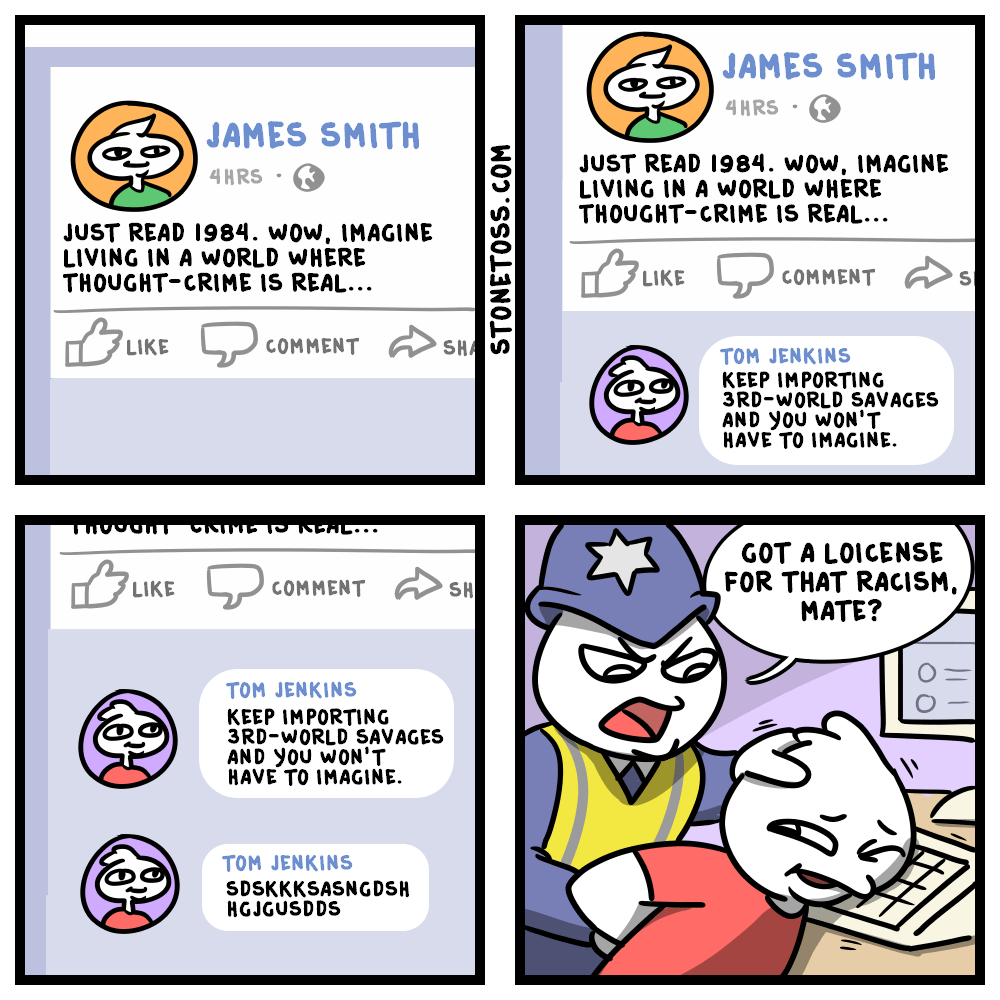 JAMES SMITH
4HRS ·
JUST READ 1984. WOW, IMAGINE
LIVING IN A WORLD WHERE
THOUGHT-CRIME IS REAL...
LIKE
COMMENT
SHA
STONETOSS.COM
JAMES SMITH
4HRS ·
JUST READ 1984. WOW, IMAGINE
LIVING IN A WORLD WHERE
THOUGHT-CRIME IS REAL...
LIKE
COMMENT
S
TOM JENKINS
KEEP IMPORTING
3RD-WORLD SAVAGES
AND YOU WON'T
HAVE TO IMAGINE.
THOUGHT-CRIME IS REAL...
LIKE
COMMENT
SH
TOM JENKINS
KEEP IMPORTING
3RD-WORLD SAVAGES
AND YOU WON'T
HAVE TO IMAGINE.
TOM JENKINS
SDSKKKSASNGDSH
HGJGUSDDS
GOT A LOICENSE
FOR THAT RACISM,
MATE?